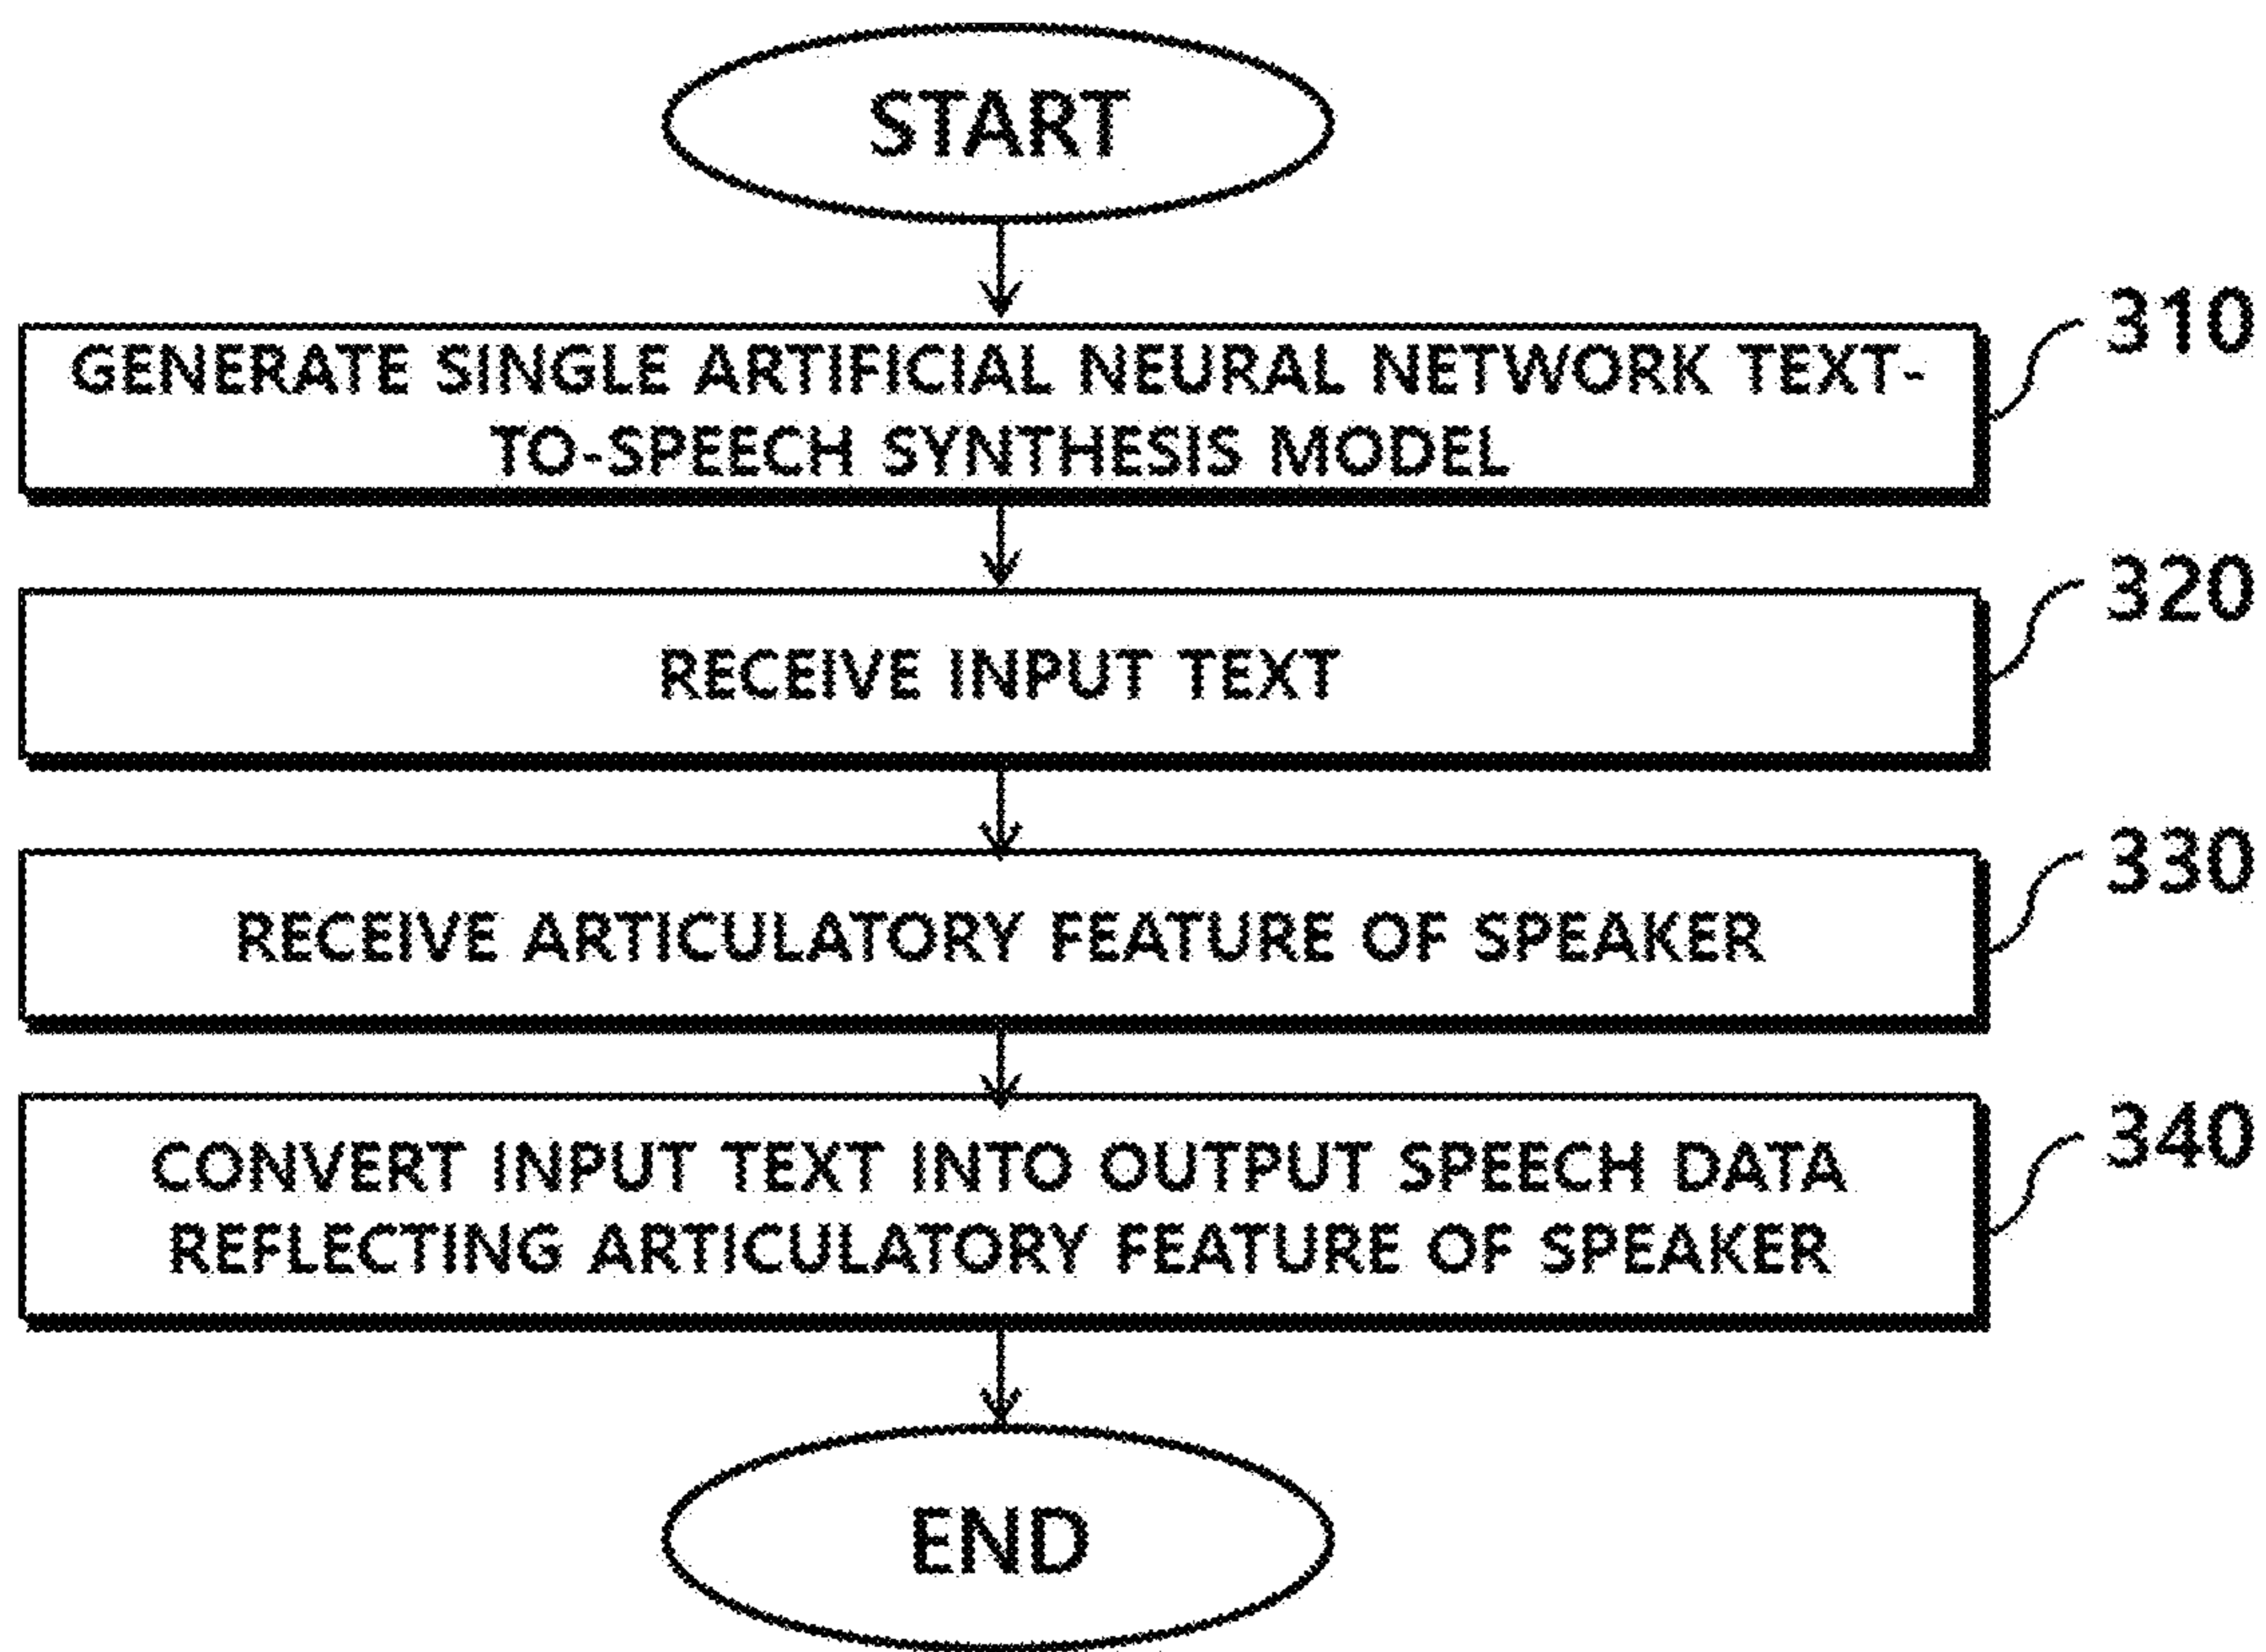 START
310
GENERATE SINGLE ARTIFICIAL NEURAL NETWORK TEXT-
TO-SPEECH SYNTHESIS MODEL
320
RECEIVE INPUT TEXT
330
RECEIVE ARTICULATORY FEATURE OF SPEAKER
340
CONVERT INPUT TEXT INTO OUTPUT SPEECH DATA
REFLECTING ARTICULATORY FEATURE OF SPEAKER
END